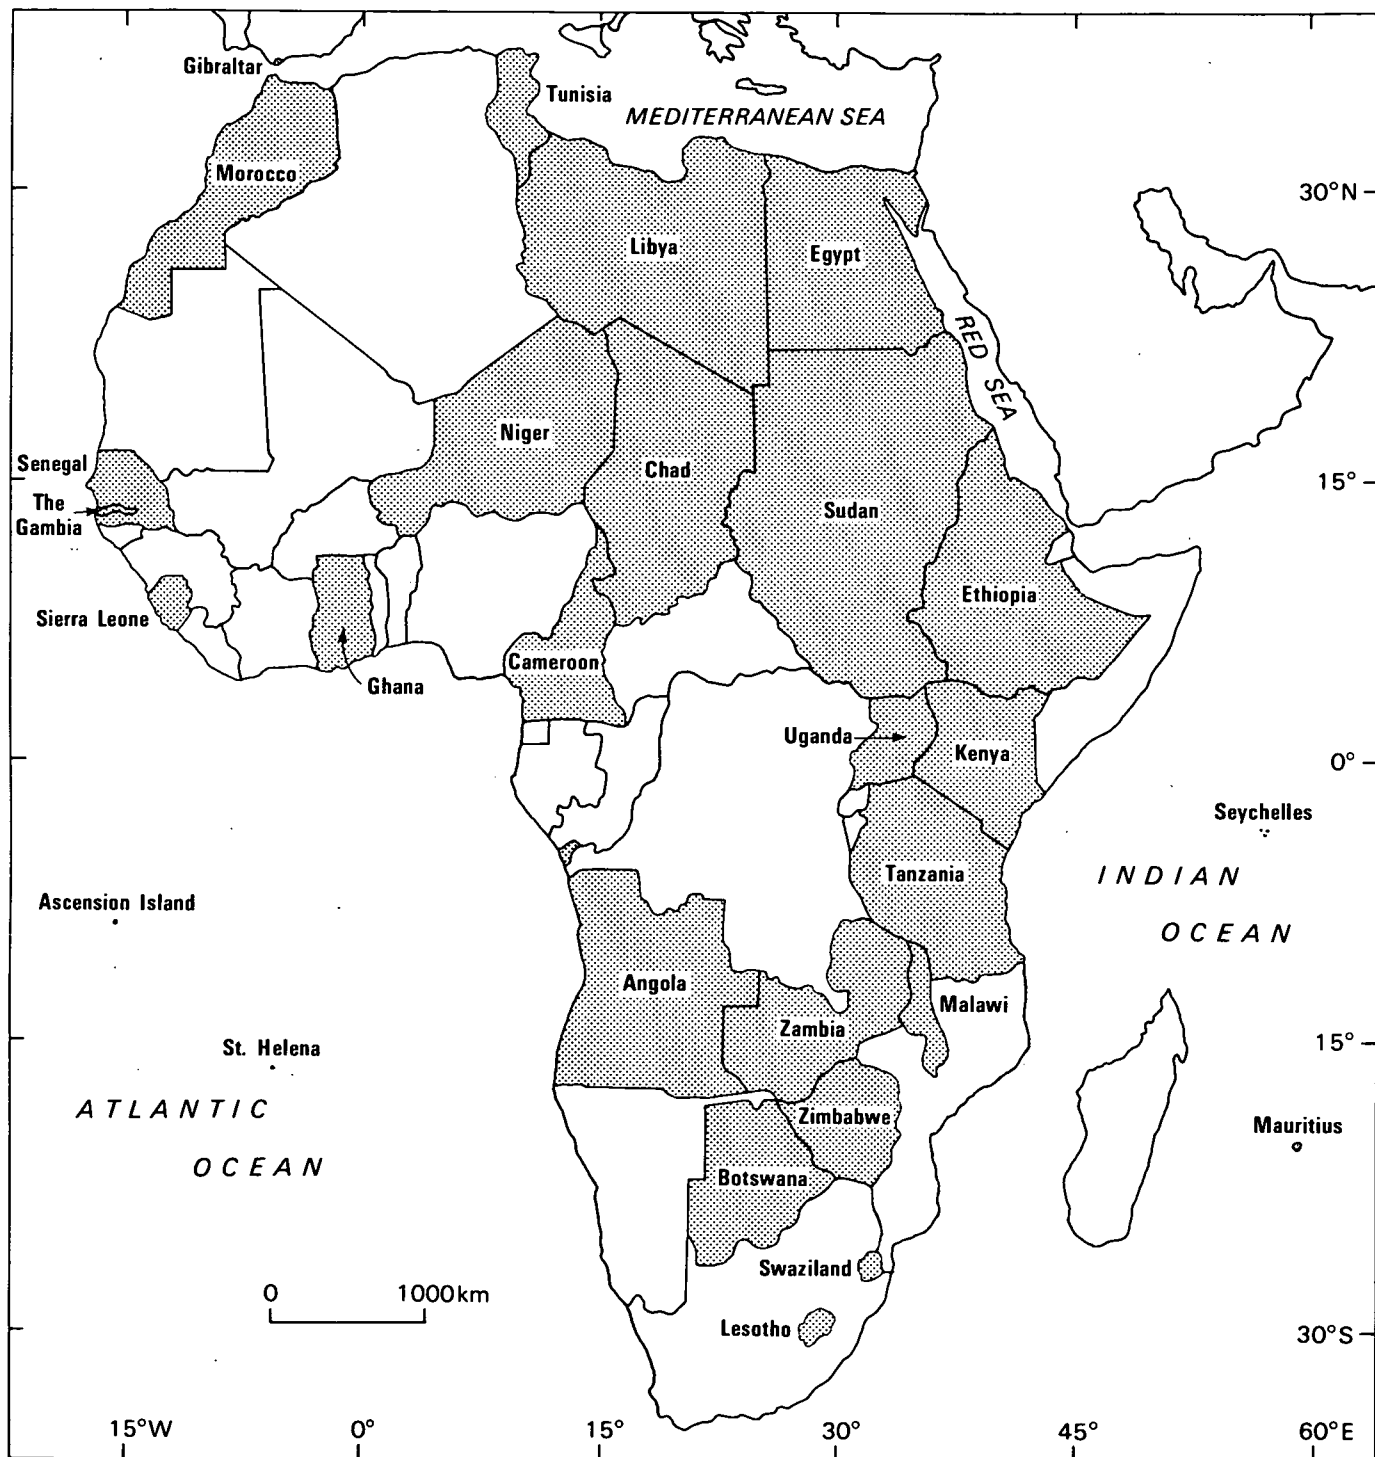 Gibraltar
Tunisia
MEDITERRANEAN SEA
Morocco
30°N
Libya
Egypt
RED SEA
Niger
Senegal
Chad
15°
The
Gambia
Sudan
Ethiopia
Sierra Leone
Cameroon
Ghana
Uganda
Kenya
0°
Seychelles
Tanzania
INDIAN
OCEAN
Ascension Island
Angola
Malawi
Zambia
15°
St. Helena
ATLANTIC
OCEAN
Zimbabwe
Mauritius
Botswana
Swaziland
0 1000km
Lesotho
30°S
15°W 0° 15° 30° 45° 60°E